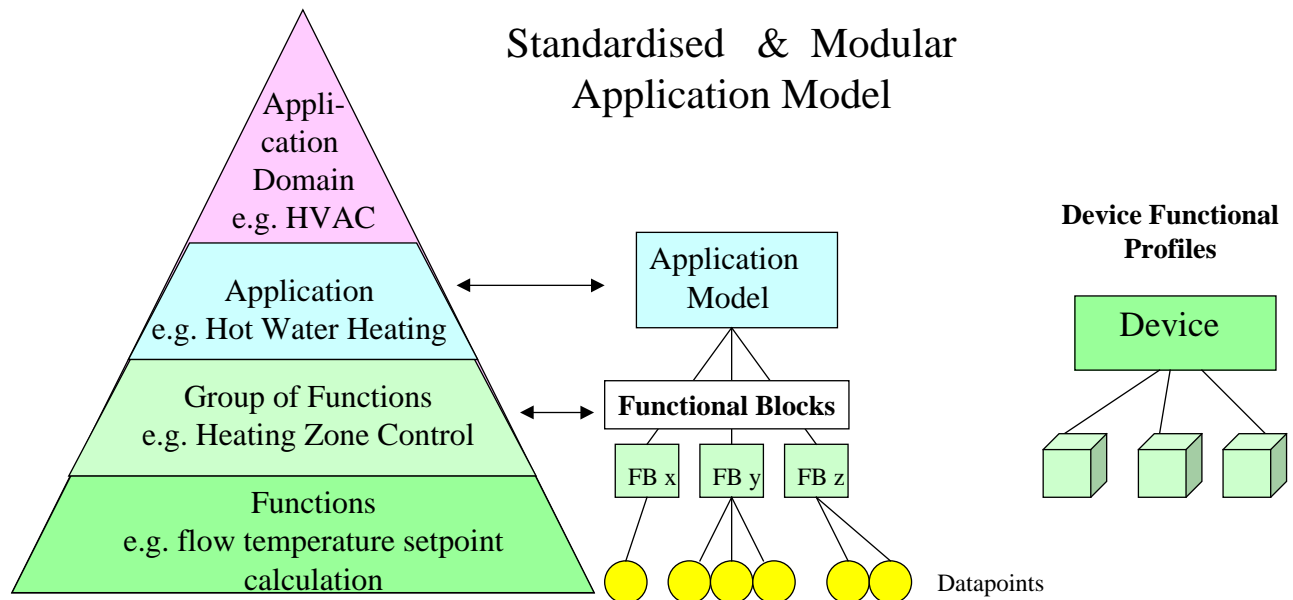 Standardised & Modular
Application Model
Appli-
cation
Domain
e.g. HVAC
Application
e.g. Hot Water Heating
Group of Functions
e.g. Heating Zone Control
Functions
e.g. flow temperature setpoint
calculation
Application
Model
Functional Blocks
FB x
FB y
FB z
Datapoints
Device Functional
Profiles
Device